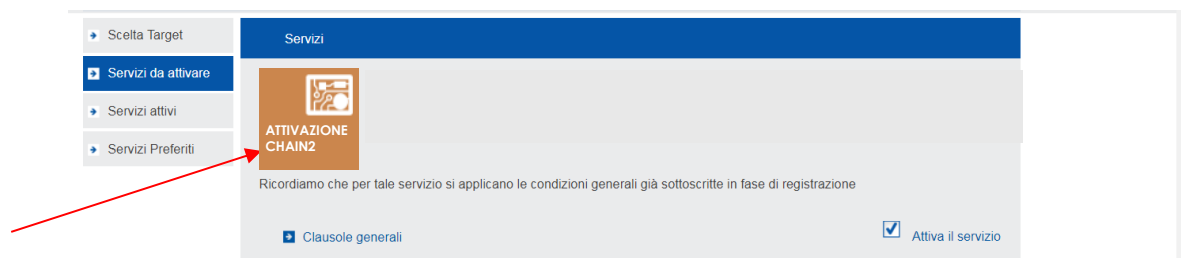 Scelta Target
Servizi da attivare
Servizi attivi
Servizi Preferiti
Servizi
ATTIVAZIONE
CHAIN2
Ricordiamo che per tale servizio si applicano le condizioni generali già sottoscritte in fase di registrazione
Clausole generali
Attiva il servizio